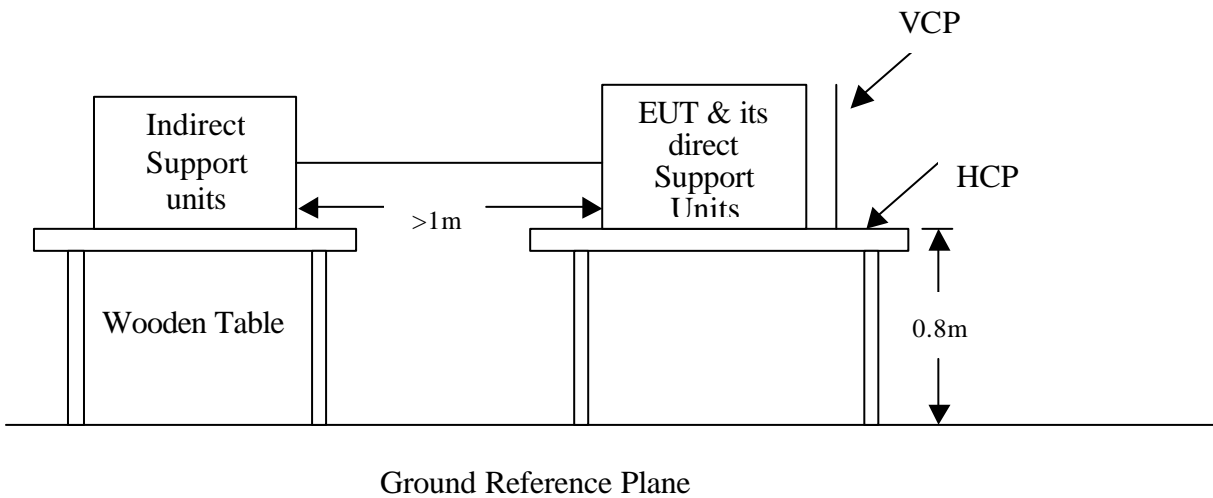 VCP
Indirect
Support
units
EUT & its
direct
Support
Units
HCP
>1m
Wooden Table
0.8m
Ground Reference Plane